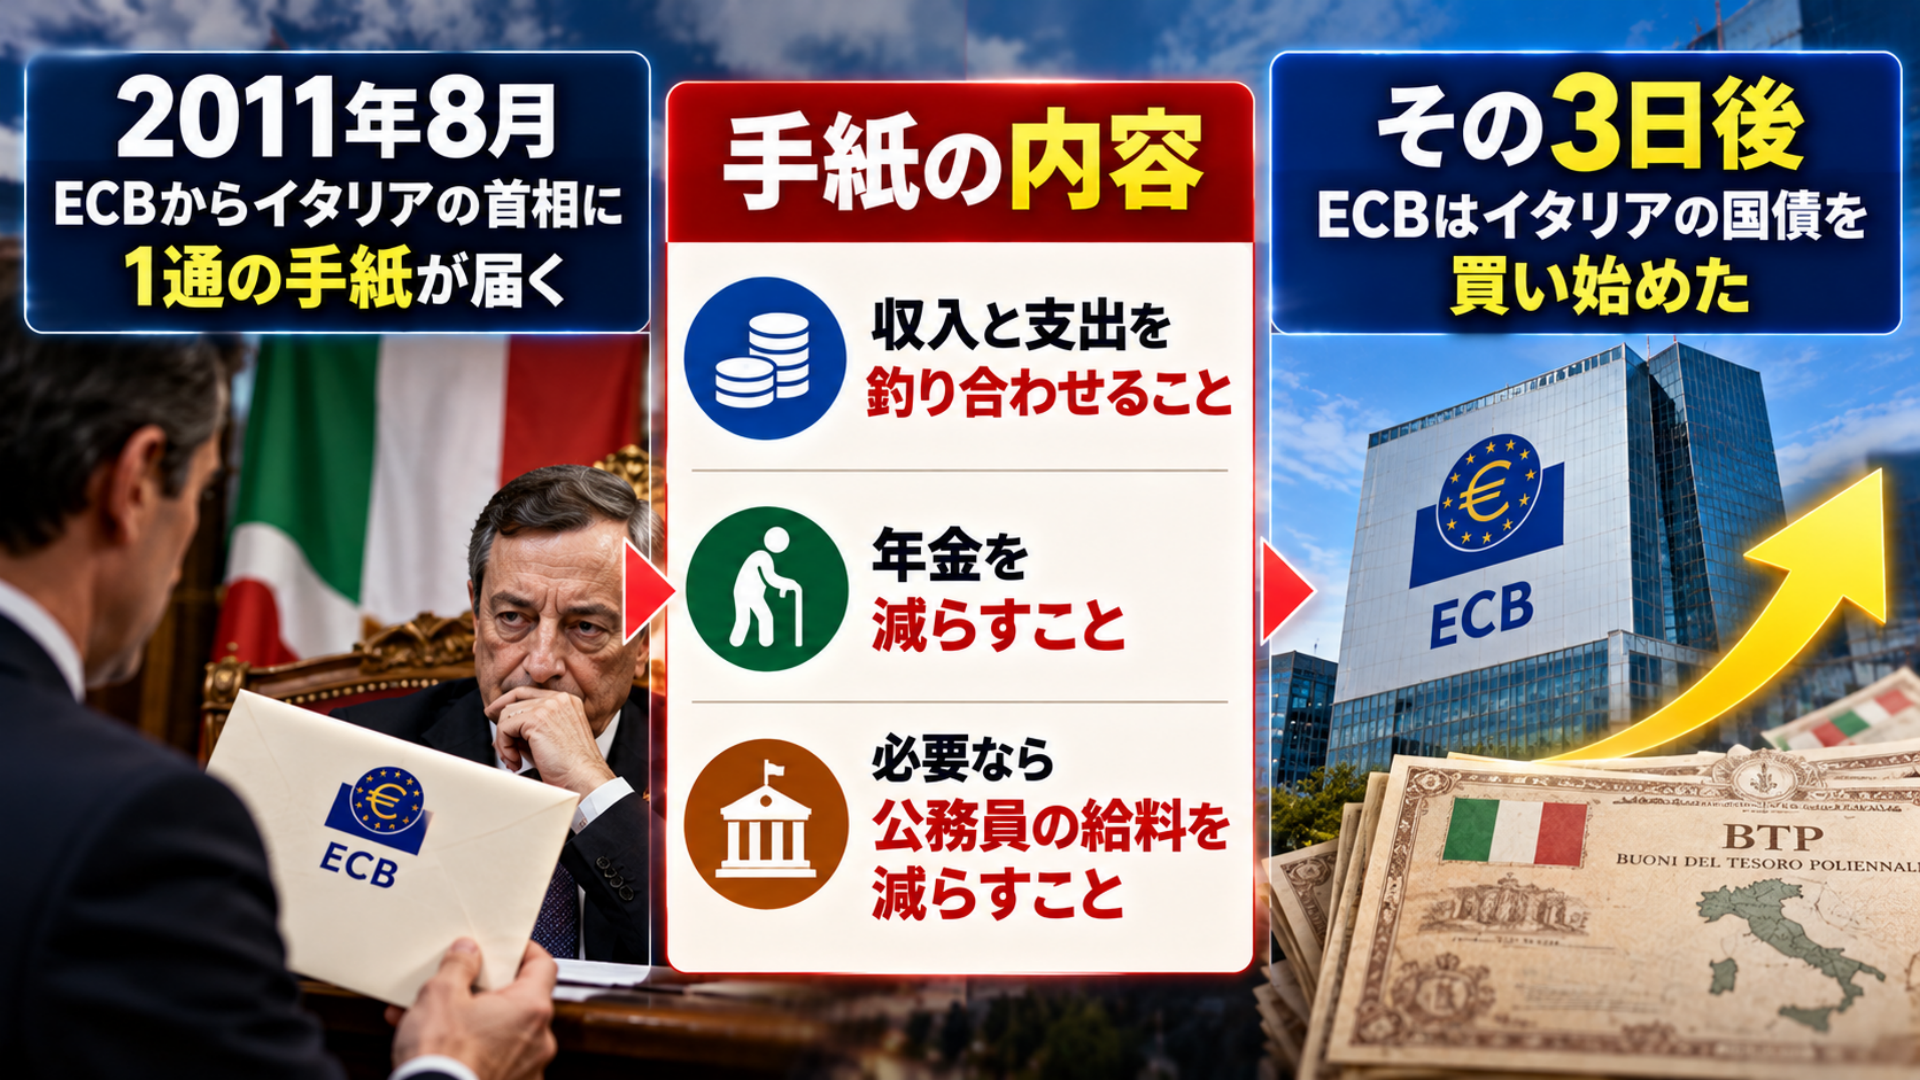 2011年8月
ECBからイタリアの首相に
1通の手紙が届く
ECB
手紙の内容
収入と支出を
釣り合わせること
年金を
減らすこと
必要なら
公務員の給料を
減らすこと
その3日後
ECBはイタリアの国債を
買い始めた
ECB
BTP
BUONI DEL TESORO POLIENNALI